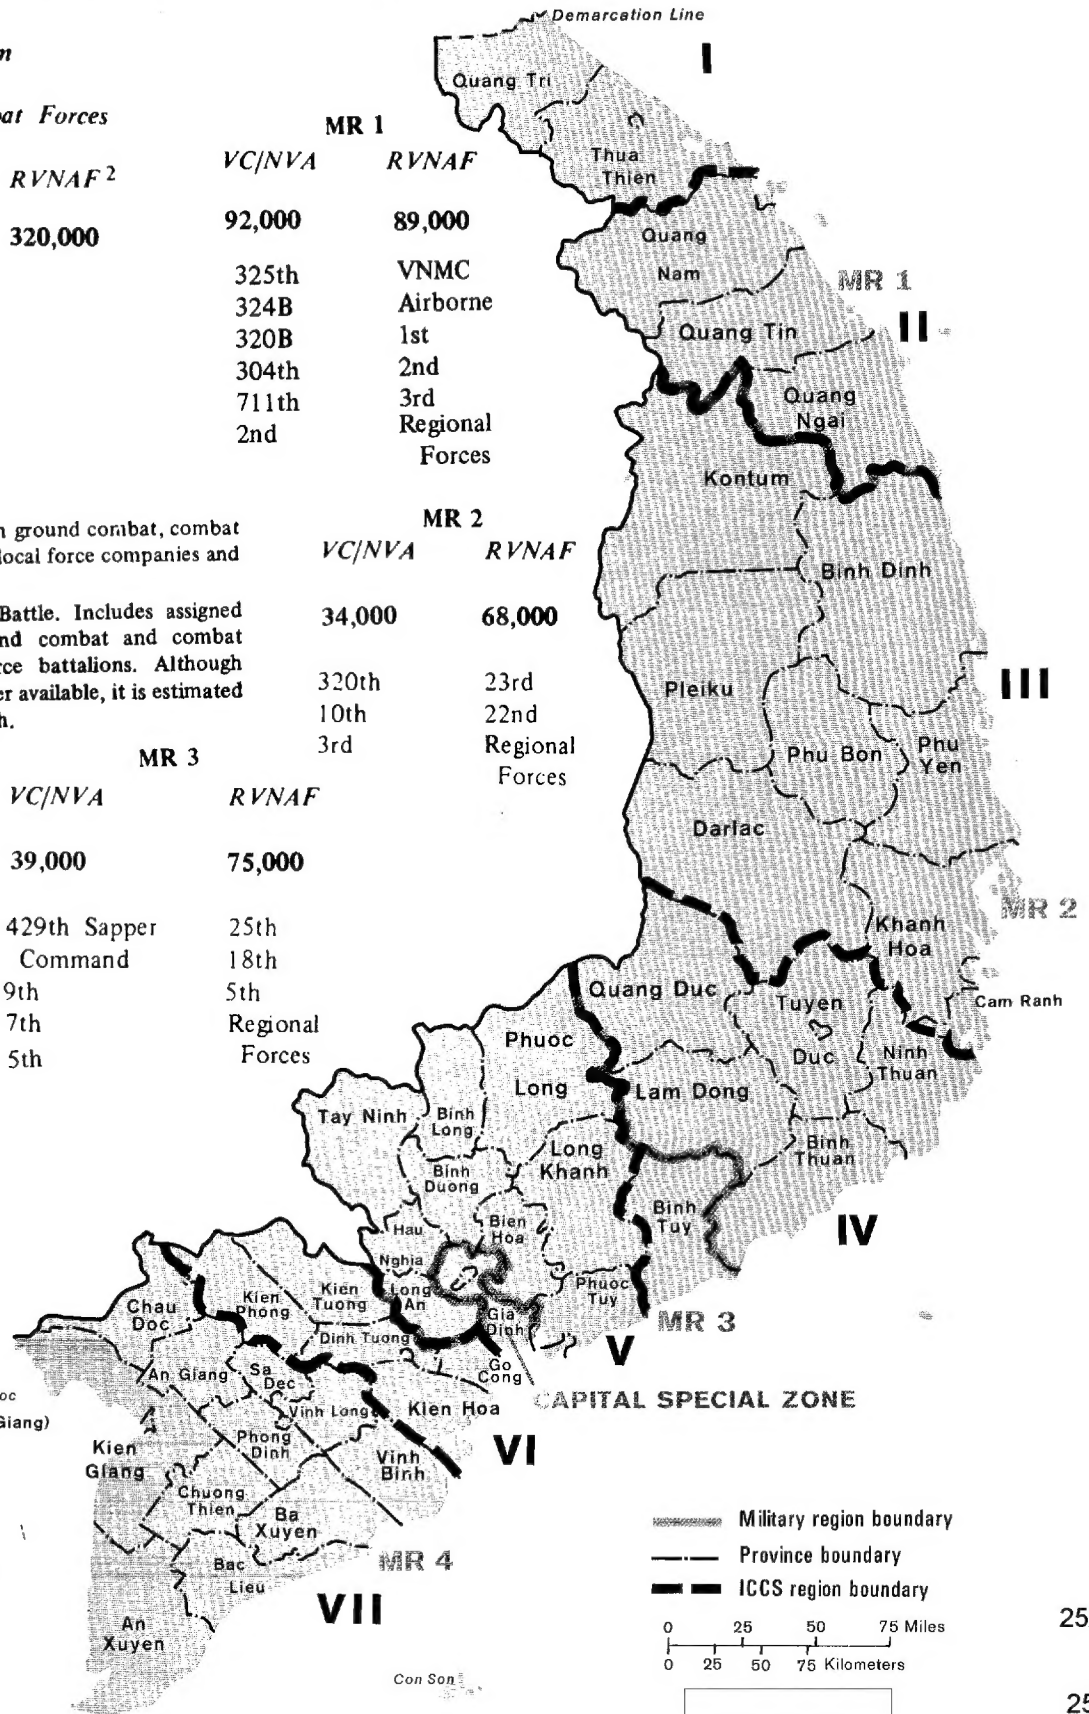 Demarcation Line
I
Forces
RVNAF 2
320,000
MR 1
VC/NVA RVNAF
92,000 89,000
325th VNMC
324B Airborne
320B 1st
304th 2nd
711th 3rd
2nd Regional
Forces
ground combat, combat
local force companies and
Battle. Includes assigned
combat and combat
battalions. Although
available, it is estimated
MR 2
VC/NVA RVNAF
34,000 68,000
320th 23rd
10th 22nd
3rd Regional
Forces
MR 3
VC/NVA RVNAF
39,000 75,000
429th Sapper 25th
Command 18th
9th 5th
7th Regional
5th Forces
Quang Tri
Thua
Thien
Quang
Nam
MR 1
II
Quang Tin
Quang
Ngai
Kontum
Binh Dinh
III
Pleiku
Phu Bon
Phu
Yen
Darlac
MR 2
Khanh
Hoa
Quang Duc
Tuyen
Duc
Cam Ranh
Phuoc
Long
Ninh
Thuan
Lam Dong
Tay Ninh
Binh
Long
Long
Khanh
Binh
Thuan
Binh
Duong
Binh
Tuy
IV
Hau
Nghia
Bien
Hoa
Phuoc
Tuy
MR 3
V
Chau
Doc
Kien
Phong
Kien
Tuong
Long
An
Gia
Dinh
Dinh Tuong
Go
Cong
CAPITAL SPECIAL ZONE
An Giang
Sa
Dec
Vinh Long
Kien Hoa
VI
Giang)
Kien
Giang
Phong
Dinh
Vinh
Binh
Chuong
Thien
Ba
Xuyen
MR 4
Bac
Lieu
VII
An
Xuyen
Con Son
Military region boundary
Province boundary
ICCS region boundary
0 25 50 75 Miles
0 25 50 75 Kilometers
25
25